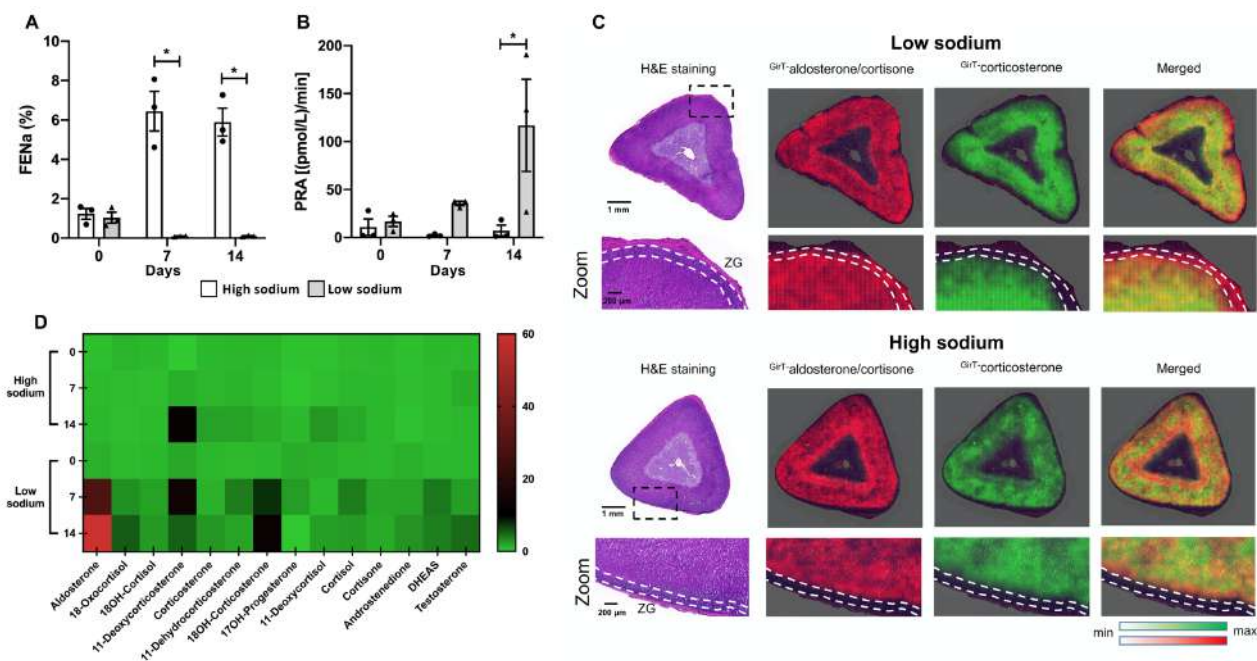 A
FENa (%)
10
8
6
4
2
0
*
*
0
7
14
Days
B
PRA [(pmol/L)/min]
200
150
100
50
0
*
0
7
14
Days
High sodium
Low sodium
C
Low sodium
H&E staining
GirT-aldosterone/cortisone
GirT-corticosterone
Merged
1 mm
Zoom
ZG
200 µm
High sodium
H&E staining
GirT-aldosterone/cortisone
GirT-corticosterone
Merged
1 mm
Zoom
200 µm
ZG
min
max
D
High
sodium
0
7
14
Low
sodium
0
7
14
60
40
20
0
Aldosterone
18-Oxocortisol
18OH-Cortisol
11-Deoxycorticosterone
Corticosterone
11-Dehydrocorticosterone
18OH-Corticosterone
17OH-Progesterone
11-Deoxycortisol
Cortisol
Cortisone
Androstenedione
DHEAS
Testosterone